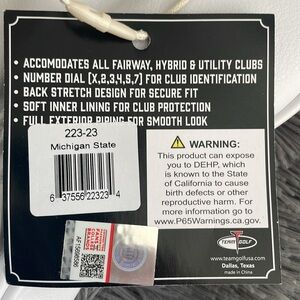 • ACCOMODATES ALL FAIRWAY, HYBRID & UTILITY CLUBS
• NUMBER DIAL [X,2,3,4,5,7] FOR CLUB IDENTIFICATION
• BACK STRETCH DESIGN FOR SECURE FIT
• SOFT INNER LINING FOR CLUB PROTECTION
• FULL EXTERIOR PIPING FOR SMOOTH LOOK
223-23
Michigan State
6 37556 22323 4
WARNING:
This product can expose
you to DEHP, which
is known to the State
of California to cause
birth defects or other
reproductive harm. For
more information go to
www.P65Warnings.ca.gov.
TEAM GOLF
www.teamgolfusa.com
Dallas, Texas
made in China